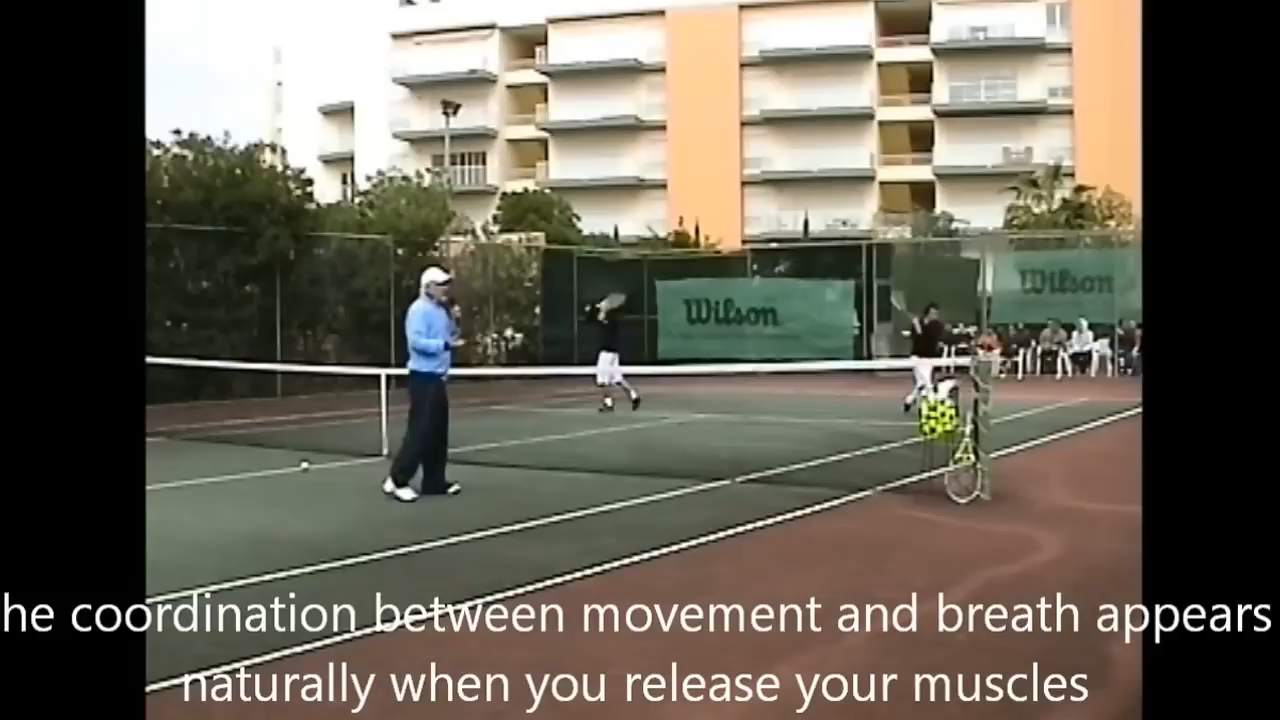 Wilson
Wilson
he coordination between movement and breath appears
naturally when you release your muscles